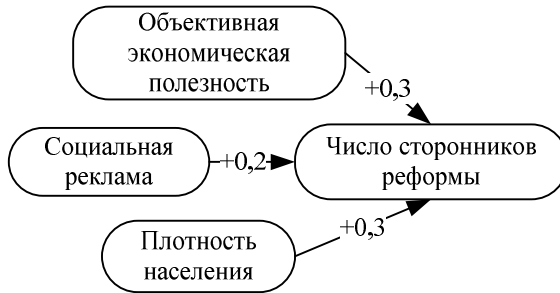 Объективная
экономическая
полезность
+0,3
Социальная
реклама
+0,2
Число сторонников
реформы
+0,3
Плотность
населения